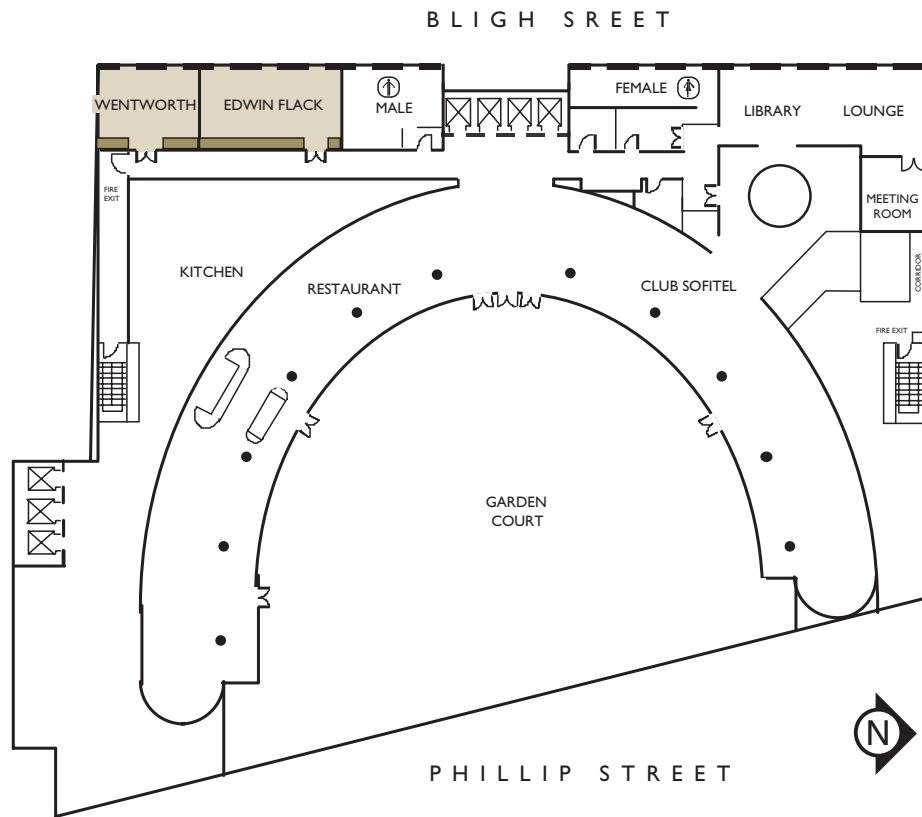 BLIGH SREET
WENTWORTH
EDWIN FLACK
MALE
FEMALE
LIBRARY
LOUNGE
FIRE
EXIT
MEETING
ROOM
KITCHEN
RESTAURANT
CLUB SOFITEL
CORRIDOR
FIRE EXIT
GARDEN
COURT
N
PHILLIP STREET